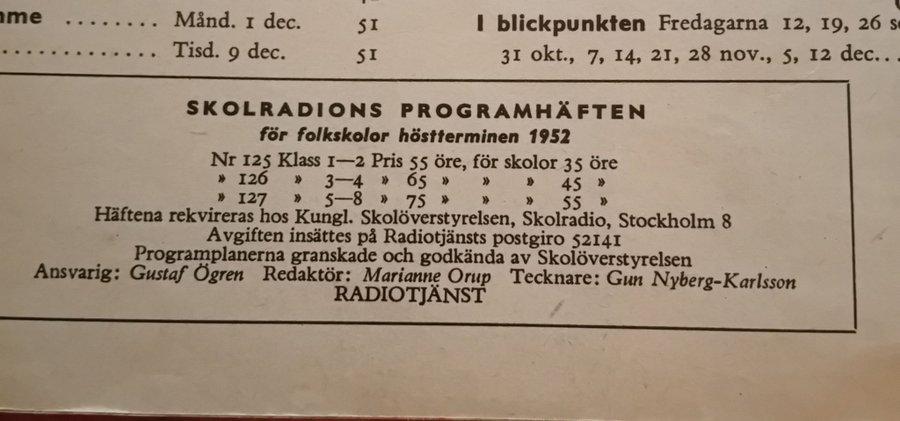 Månd. 1 dec. 51 I blickpunkten Fredagarna 12, 19, 26
Tisd. 9 dec. 51 31 okt., 7, 14, 21, 28 nov., 5, 12 dec...
SKOLRADIONS PROGRAMHÄFTEN
för folkskolor höstterminen 1952
Nr 125 Klass 1—2 Pris 55 öre, för skolor 35 öre
» 126 » 3—4 » 65 » » » 45 »
» 127 » 5—8 » 75 » » » 55 »
Häftena rekvireras hos Kungl. Skolöverstyrelsen, Skolradio, Stockholm 8
Avgiften insättes på Radiotjänsts postgiro 52141
Programplanerna granskade och godkända av Skolöverstyrelsen
Ansvarig: Gustaf Ögren Redaktör: Marianne Orup Tecknare: Gun Nyberg-Karlsson
RADIOTJÄNST